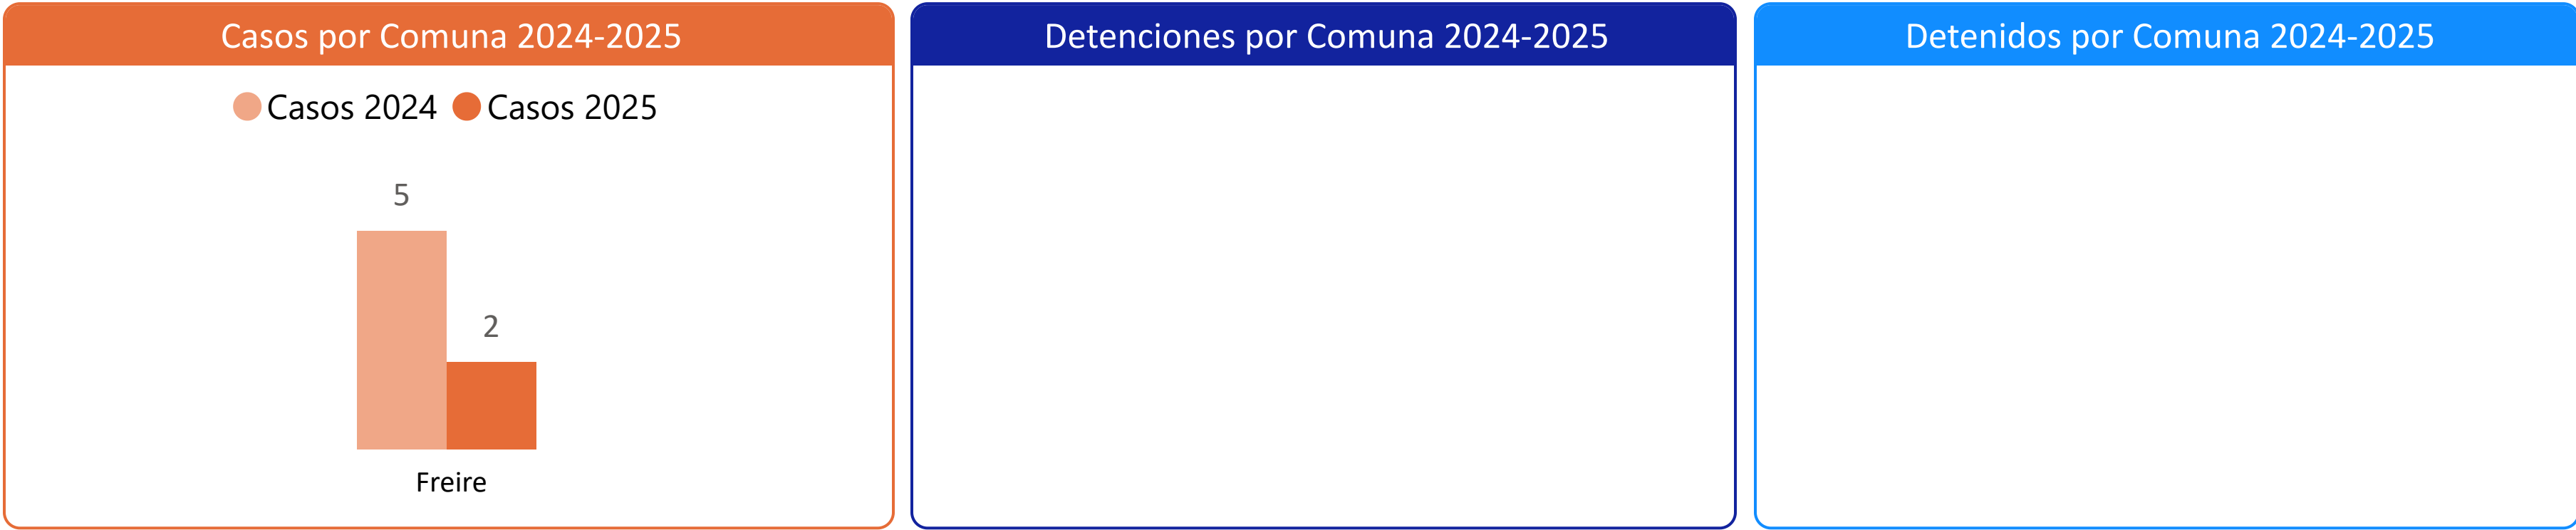 Casos por Comuna 2024-2025
Casos 2024 Casos 2025
5
2
Freire
Detenciones por Comuna 2024-2025
Detenidos por Comuna 2024-2025